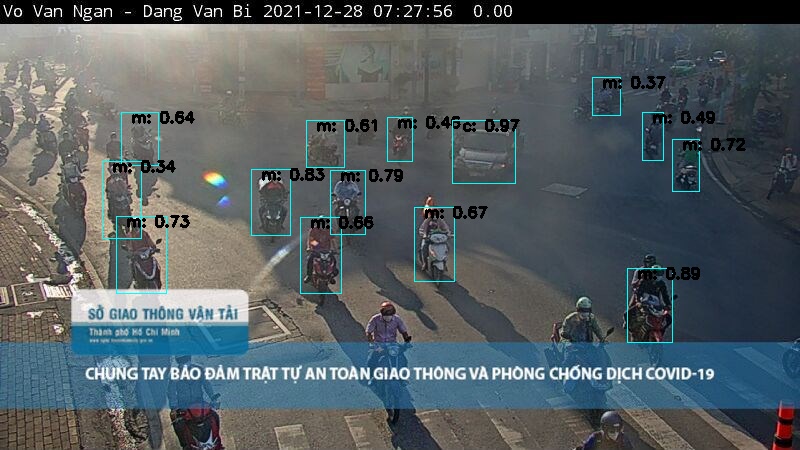 Vo Van Ngan - Dang Van Bi 2021-12-28 07:27:56 0.00
m: 0.37
m: 0.64
m: 0.61
m: 0.46
c: 0.97
m: 0.49
m: 0.72
m: 0.34
m: 0.83
m: 0.79
m: 0.73
m: 0.66
m: 0.67
m: 0.89
SỞ GIAO THÔNG VẬN TẢI
Thành phố Hồ Chí Minh
CHUNG TAY BẢO ĐẢM TRẬT TỰ AN TOÀN GIAO THÔNG VÀ PHÒNG CHỐNG DỊCH COVID-19